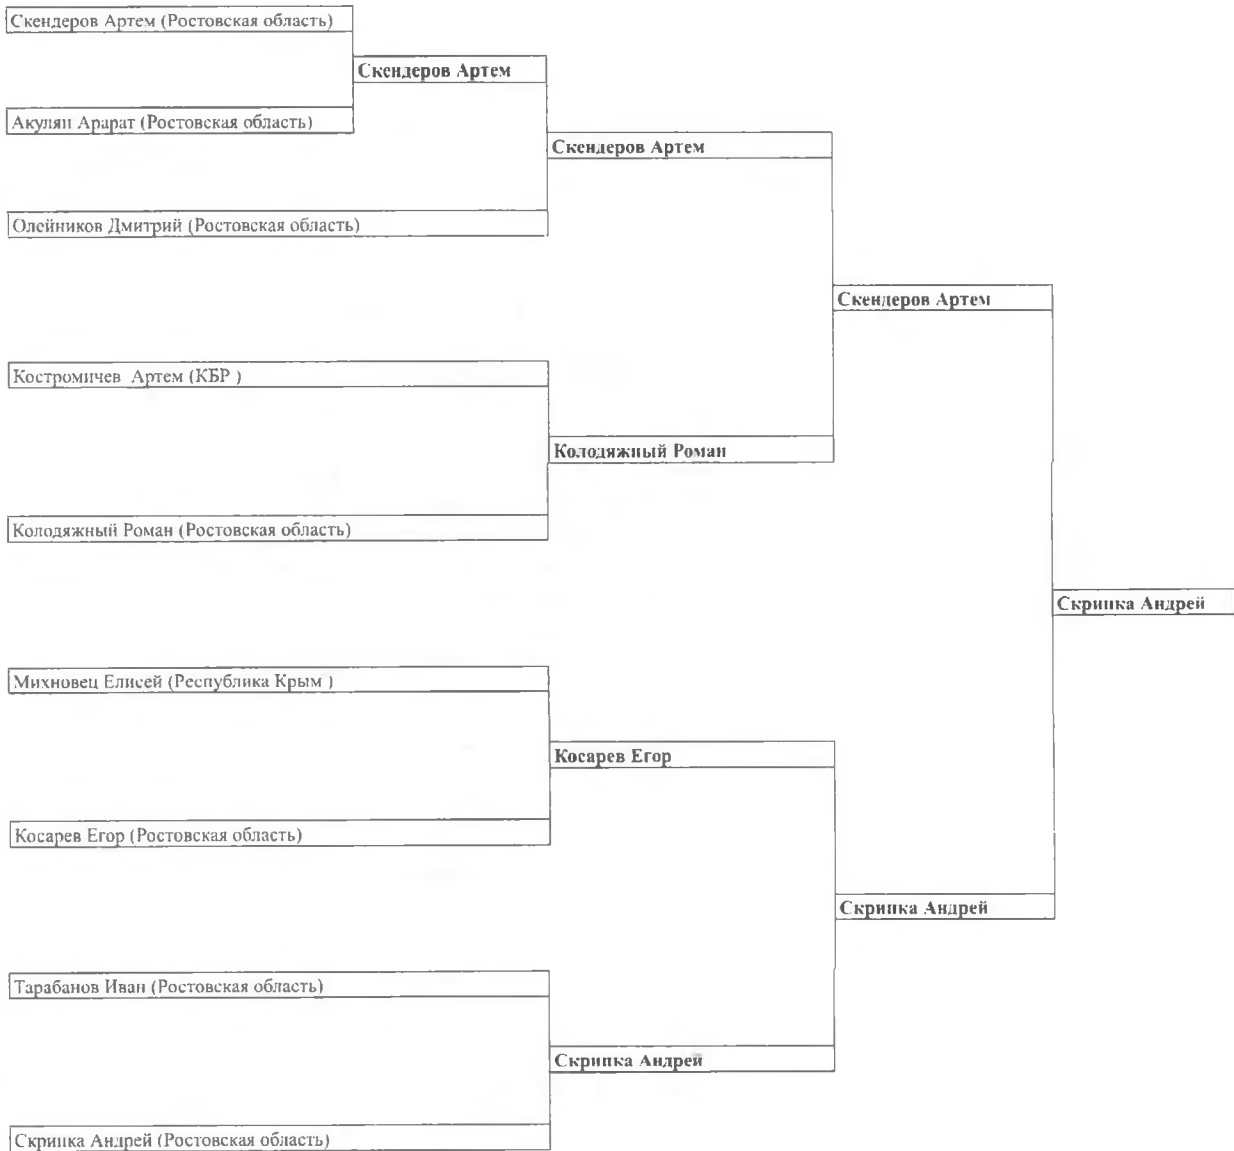 Скендеров Артем (Ростовская область)
Скендеров Артем
Акулян Арарат (Ростовская область)
Скендеров Артем
Олейников Дмитрий (Ростовская область)
Скендеров Артем
Костромичев Артем (КБР )
Колодяжный Роман
Колодяжный Роман (Ростовская область)
Скрипка Андрей
Михновец Елисей (Республика Крым )
Косарев Егор
Косарев Егор (Ростовская область)
Скрипка Андрей
Тарабанов Иван (Ростовская область)
Скрипка Андрей
Скрипка Андрей (Ростовская область)